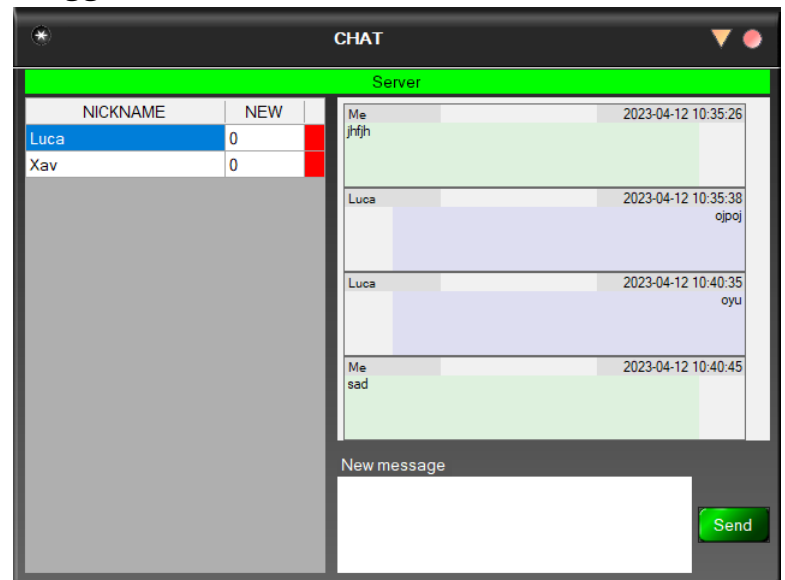 CHAT
Server
NICKNAME NEW
Luca 0
Xav 0
Me 2023-04-12 10:35:26
jhfjh
Luca 2023-04-12 10:35:38
ojpoj
Luca 2023-04-12 10:40:35
oyu
Me 2023-04-12 10:40:45
sad
New message
Send